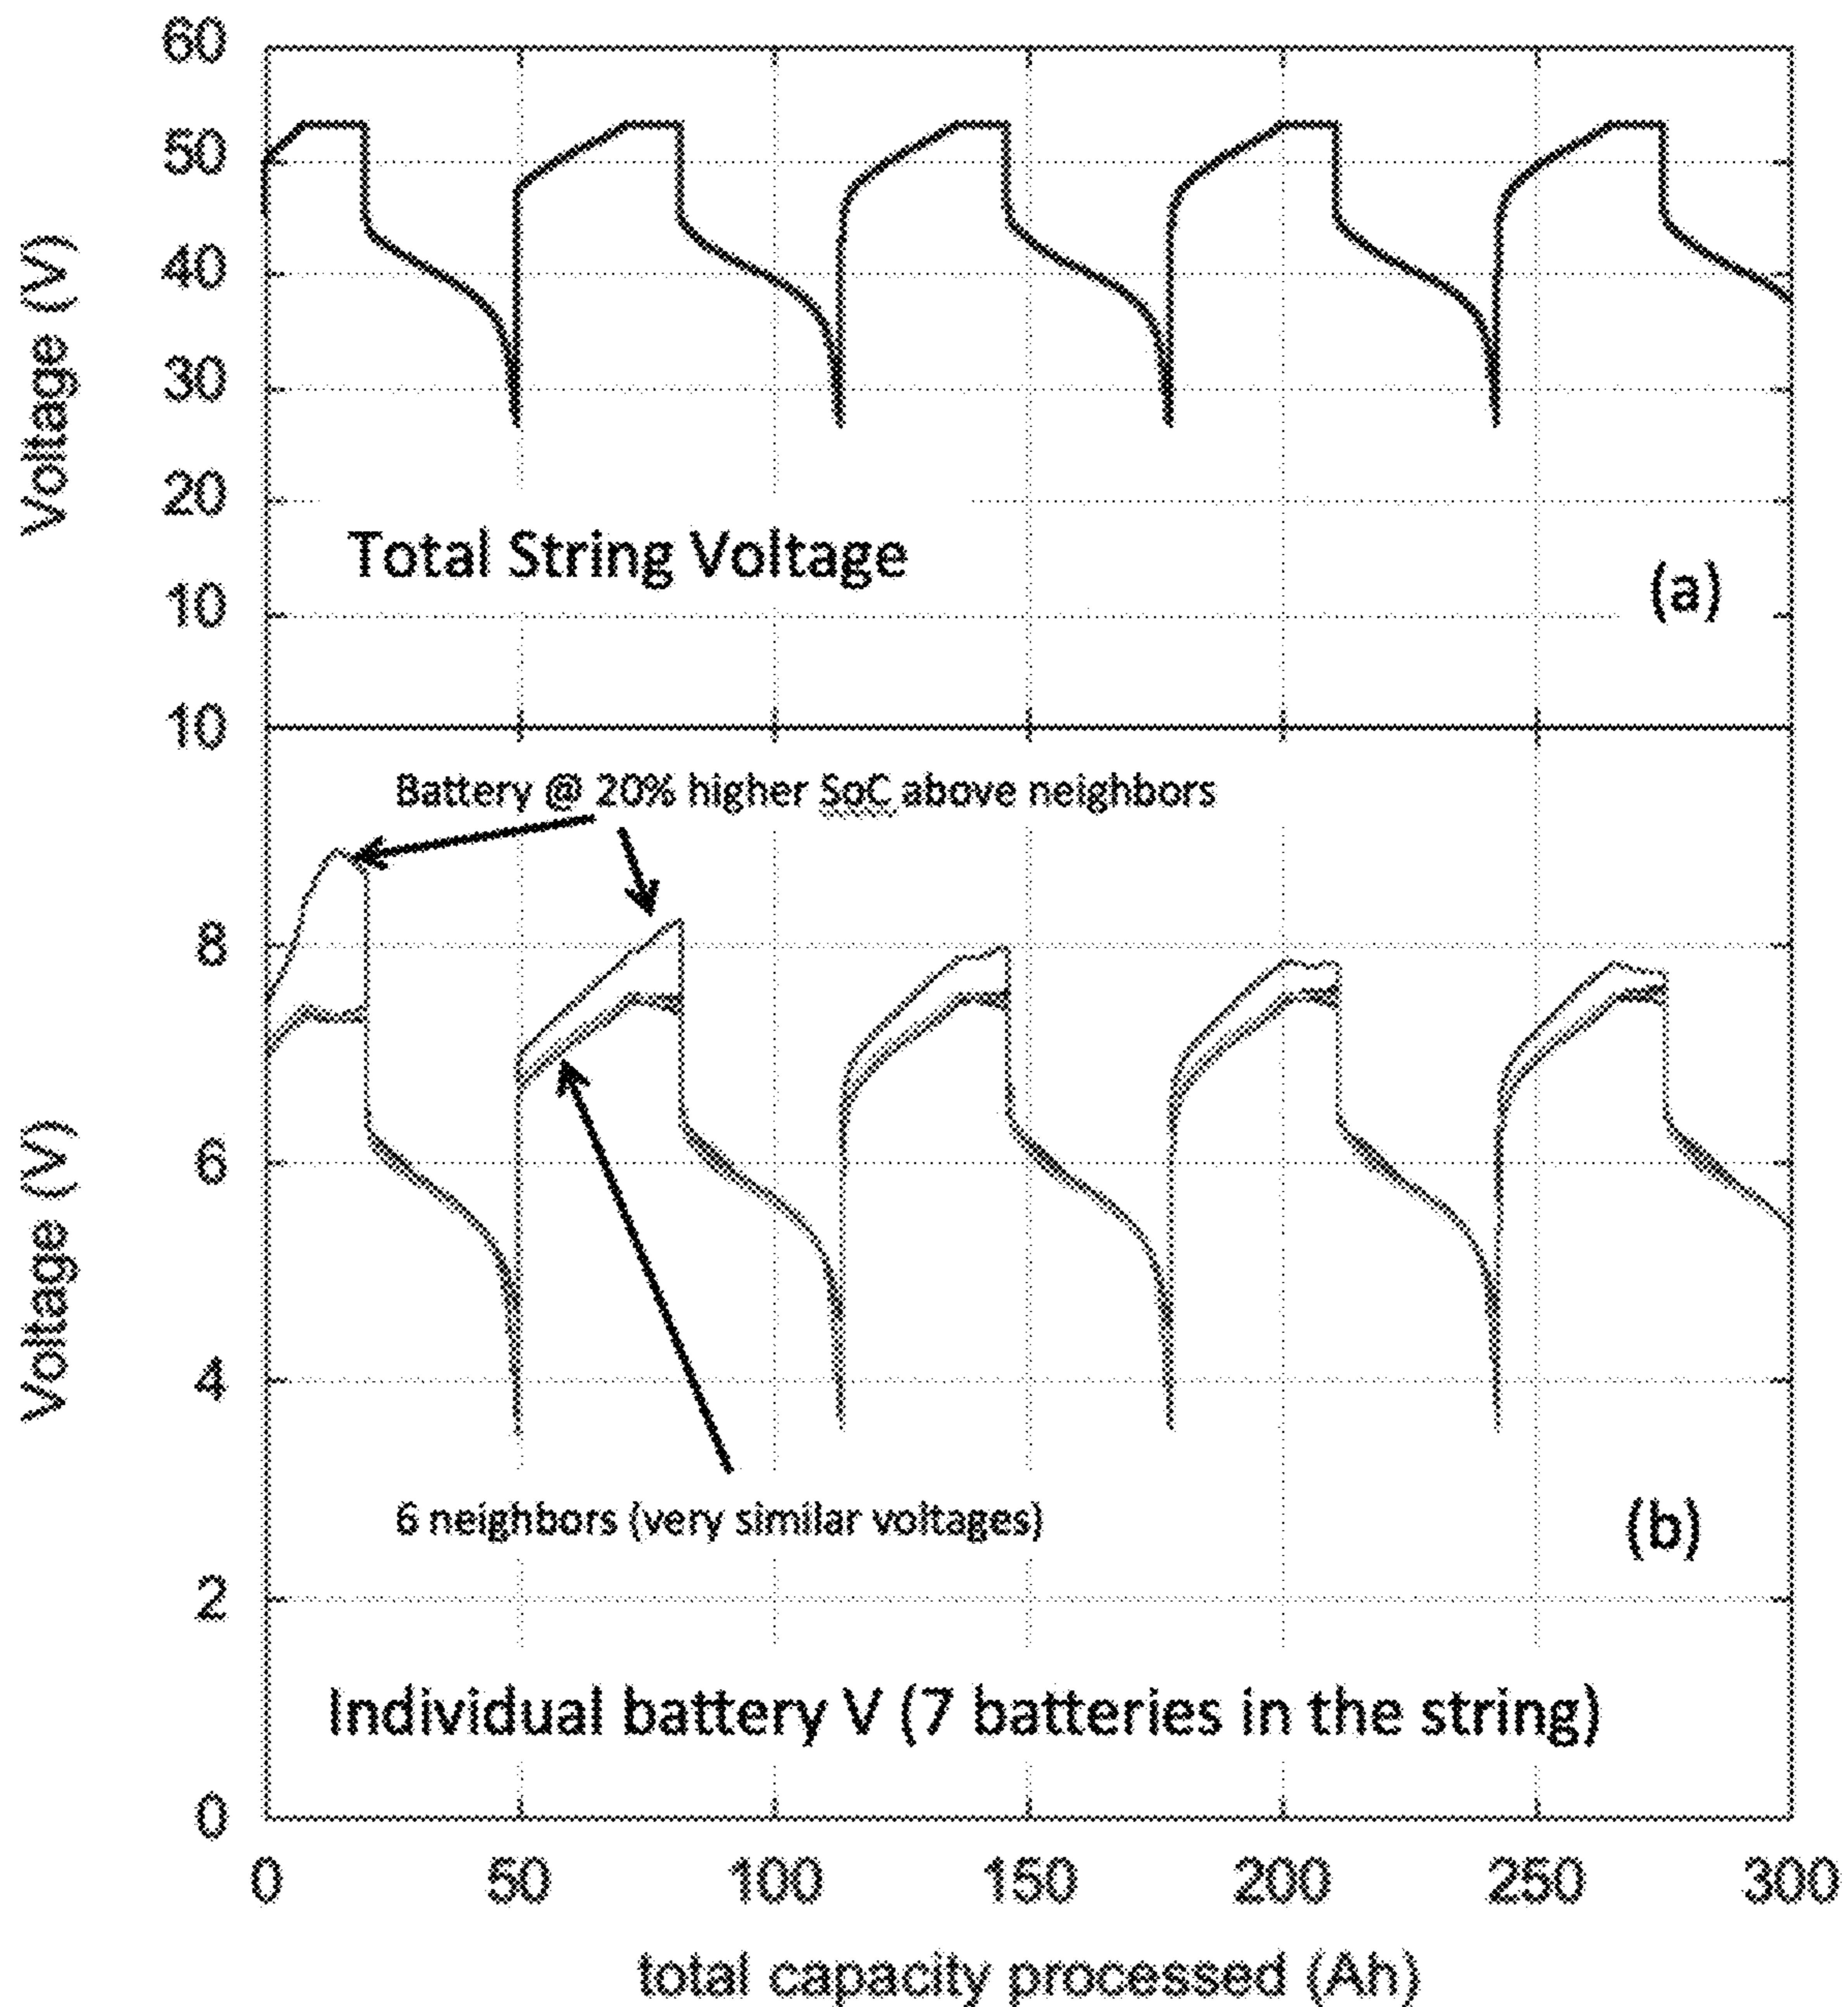 60
50
40
30
20
10
Voltage (V)
Total String Voltage
(a)
10
8
6
4
2
0
Voltage (V)
Battery @ 20% higher SoC above neighbors
6 neighbors (very similar voltages)
(b)
Individual battery V (7 batteries in the string)
0 50 100 150 200 250 300
total capacity processed (Ah)